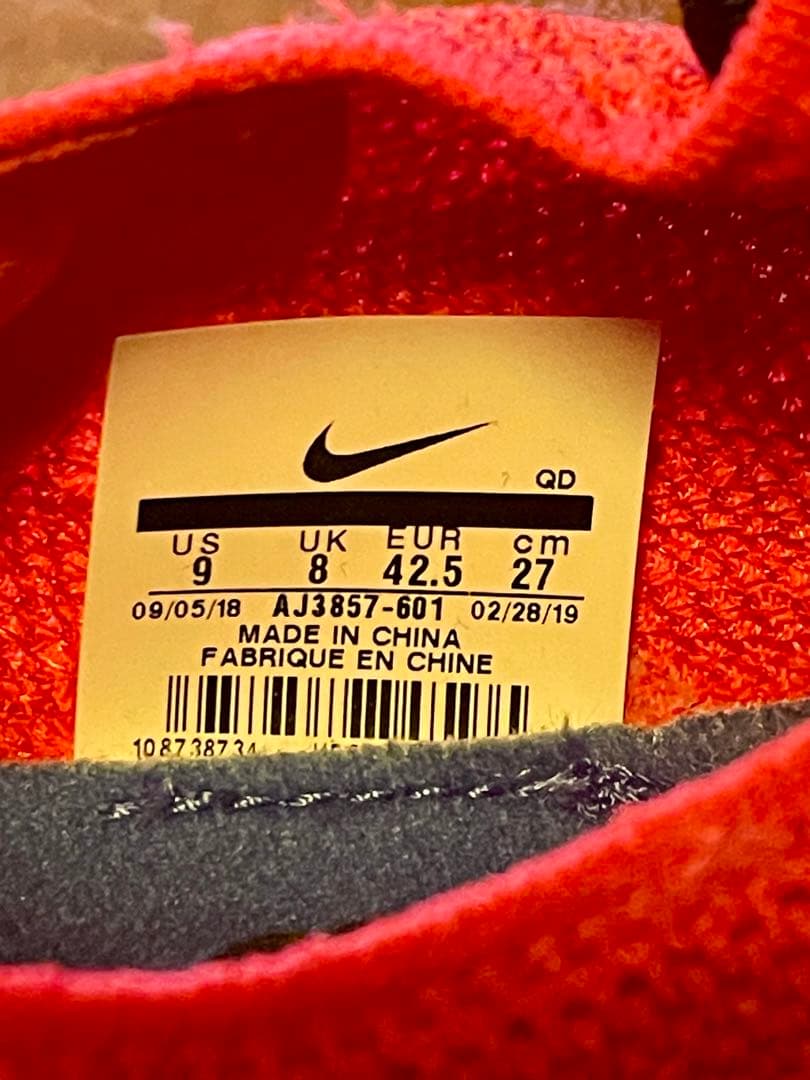 QD
US UK EUR cm
9 8 42.5 27
09/05/18 AJ3857-601 02/28/19
MADE IN CHINA
FABRIQUE EN CHINE
108738734